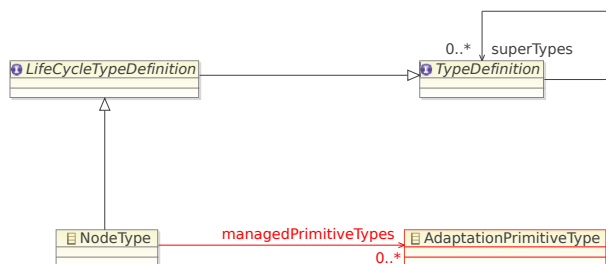 0..* superTypes
LifeCycleTypeDefinition
TypeDefinition
managedPrimitiveTypes
NodeType
AdaptationPrimitiveType
0..*